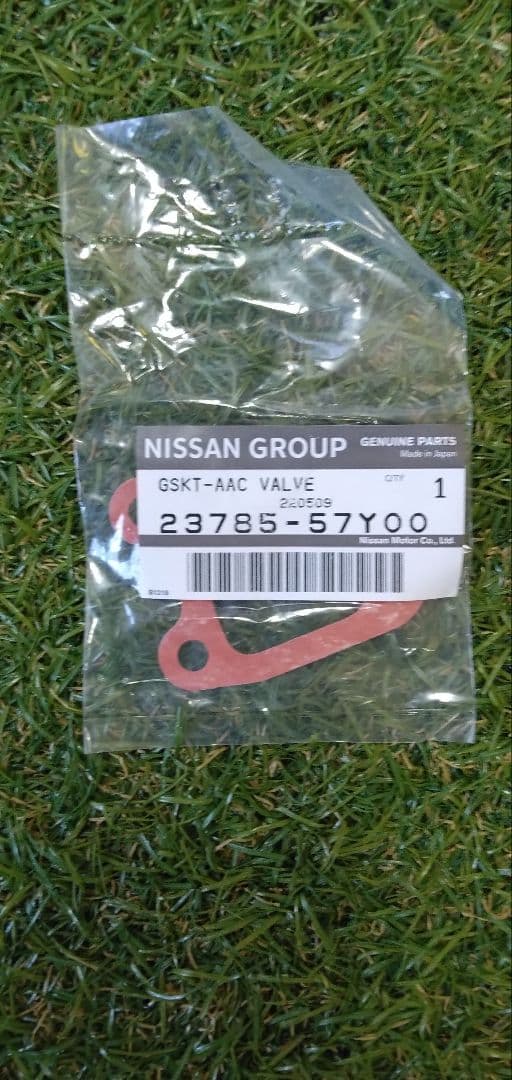 NISSAN GROUP GENUINE PARTS
Made in Japan
GSKT-AAC VALVE QTY 1
220509
23785-57Y00
Nissan Motor Co., Ltd.